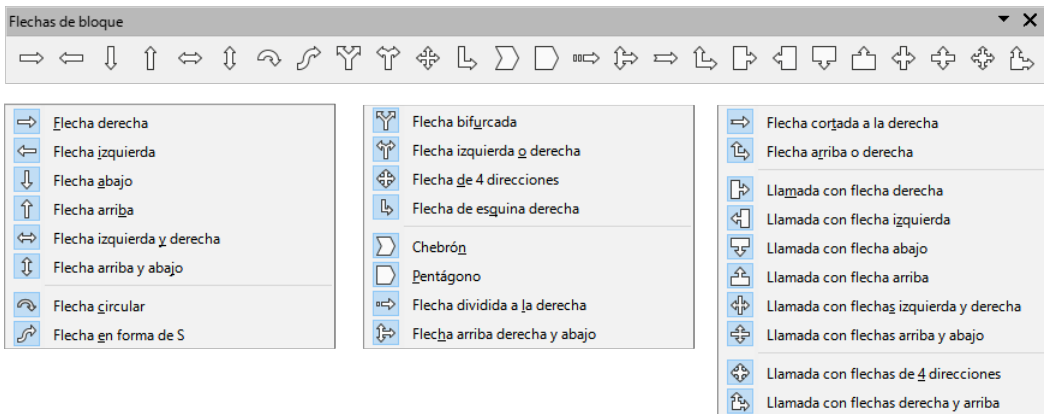 Flechas de bloque
Flecha derecha
Flecha izquierda
Flecha abajo
Flecha arriba
Flecha izquierda y derecha
Flecha arriba y abajo
Flecha circular
Flecha en forma de S
Flecha bifurcada
Flecha izquierda o derecha
Flecha de 4 direcciones
Flecha de esquina derecha
Chebrón
Pentágono
Flecha dividida a la derecha
Flecha arriba derecha y abajo
Flecha cortada a la derecha
Flecha arriba o derecha
Llamada con flecha derecha
Llamada con flecha izquierda
Llamada con flecha abajo
Llamada con flecha arriba
Llamada con flechas izquierda y derecha
Llamada con flechas arriba y abajo
Llamada con flechas de 4 direcciones
Llamada con flechas derecha y arriba